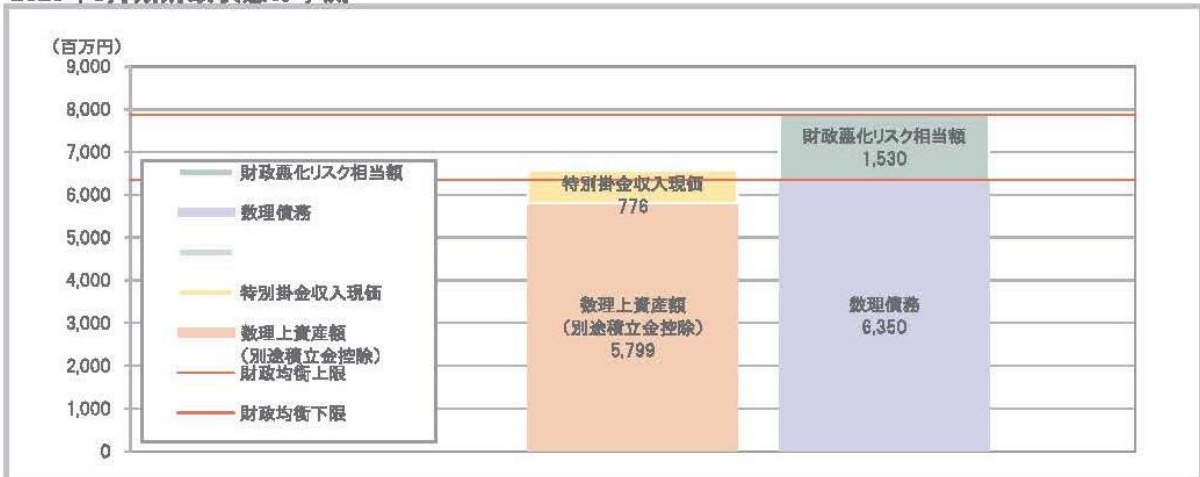 （百万円）
9,000
8,000
7,000
6,000
5,000
4,000
3,000
2,000
1,000
0
財政悪化リスク相当額
数理債務
特別掛金収入現価
数理上資産額
（別途積立金控除）
財政均衡上限
財政均衡下限
特別掛金収入現価
776
数理上資産額
（別途積立金控除）
5,799
財政悪化リスク相当額
1,530
数理債務
6,350